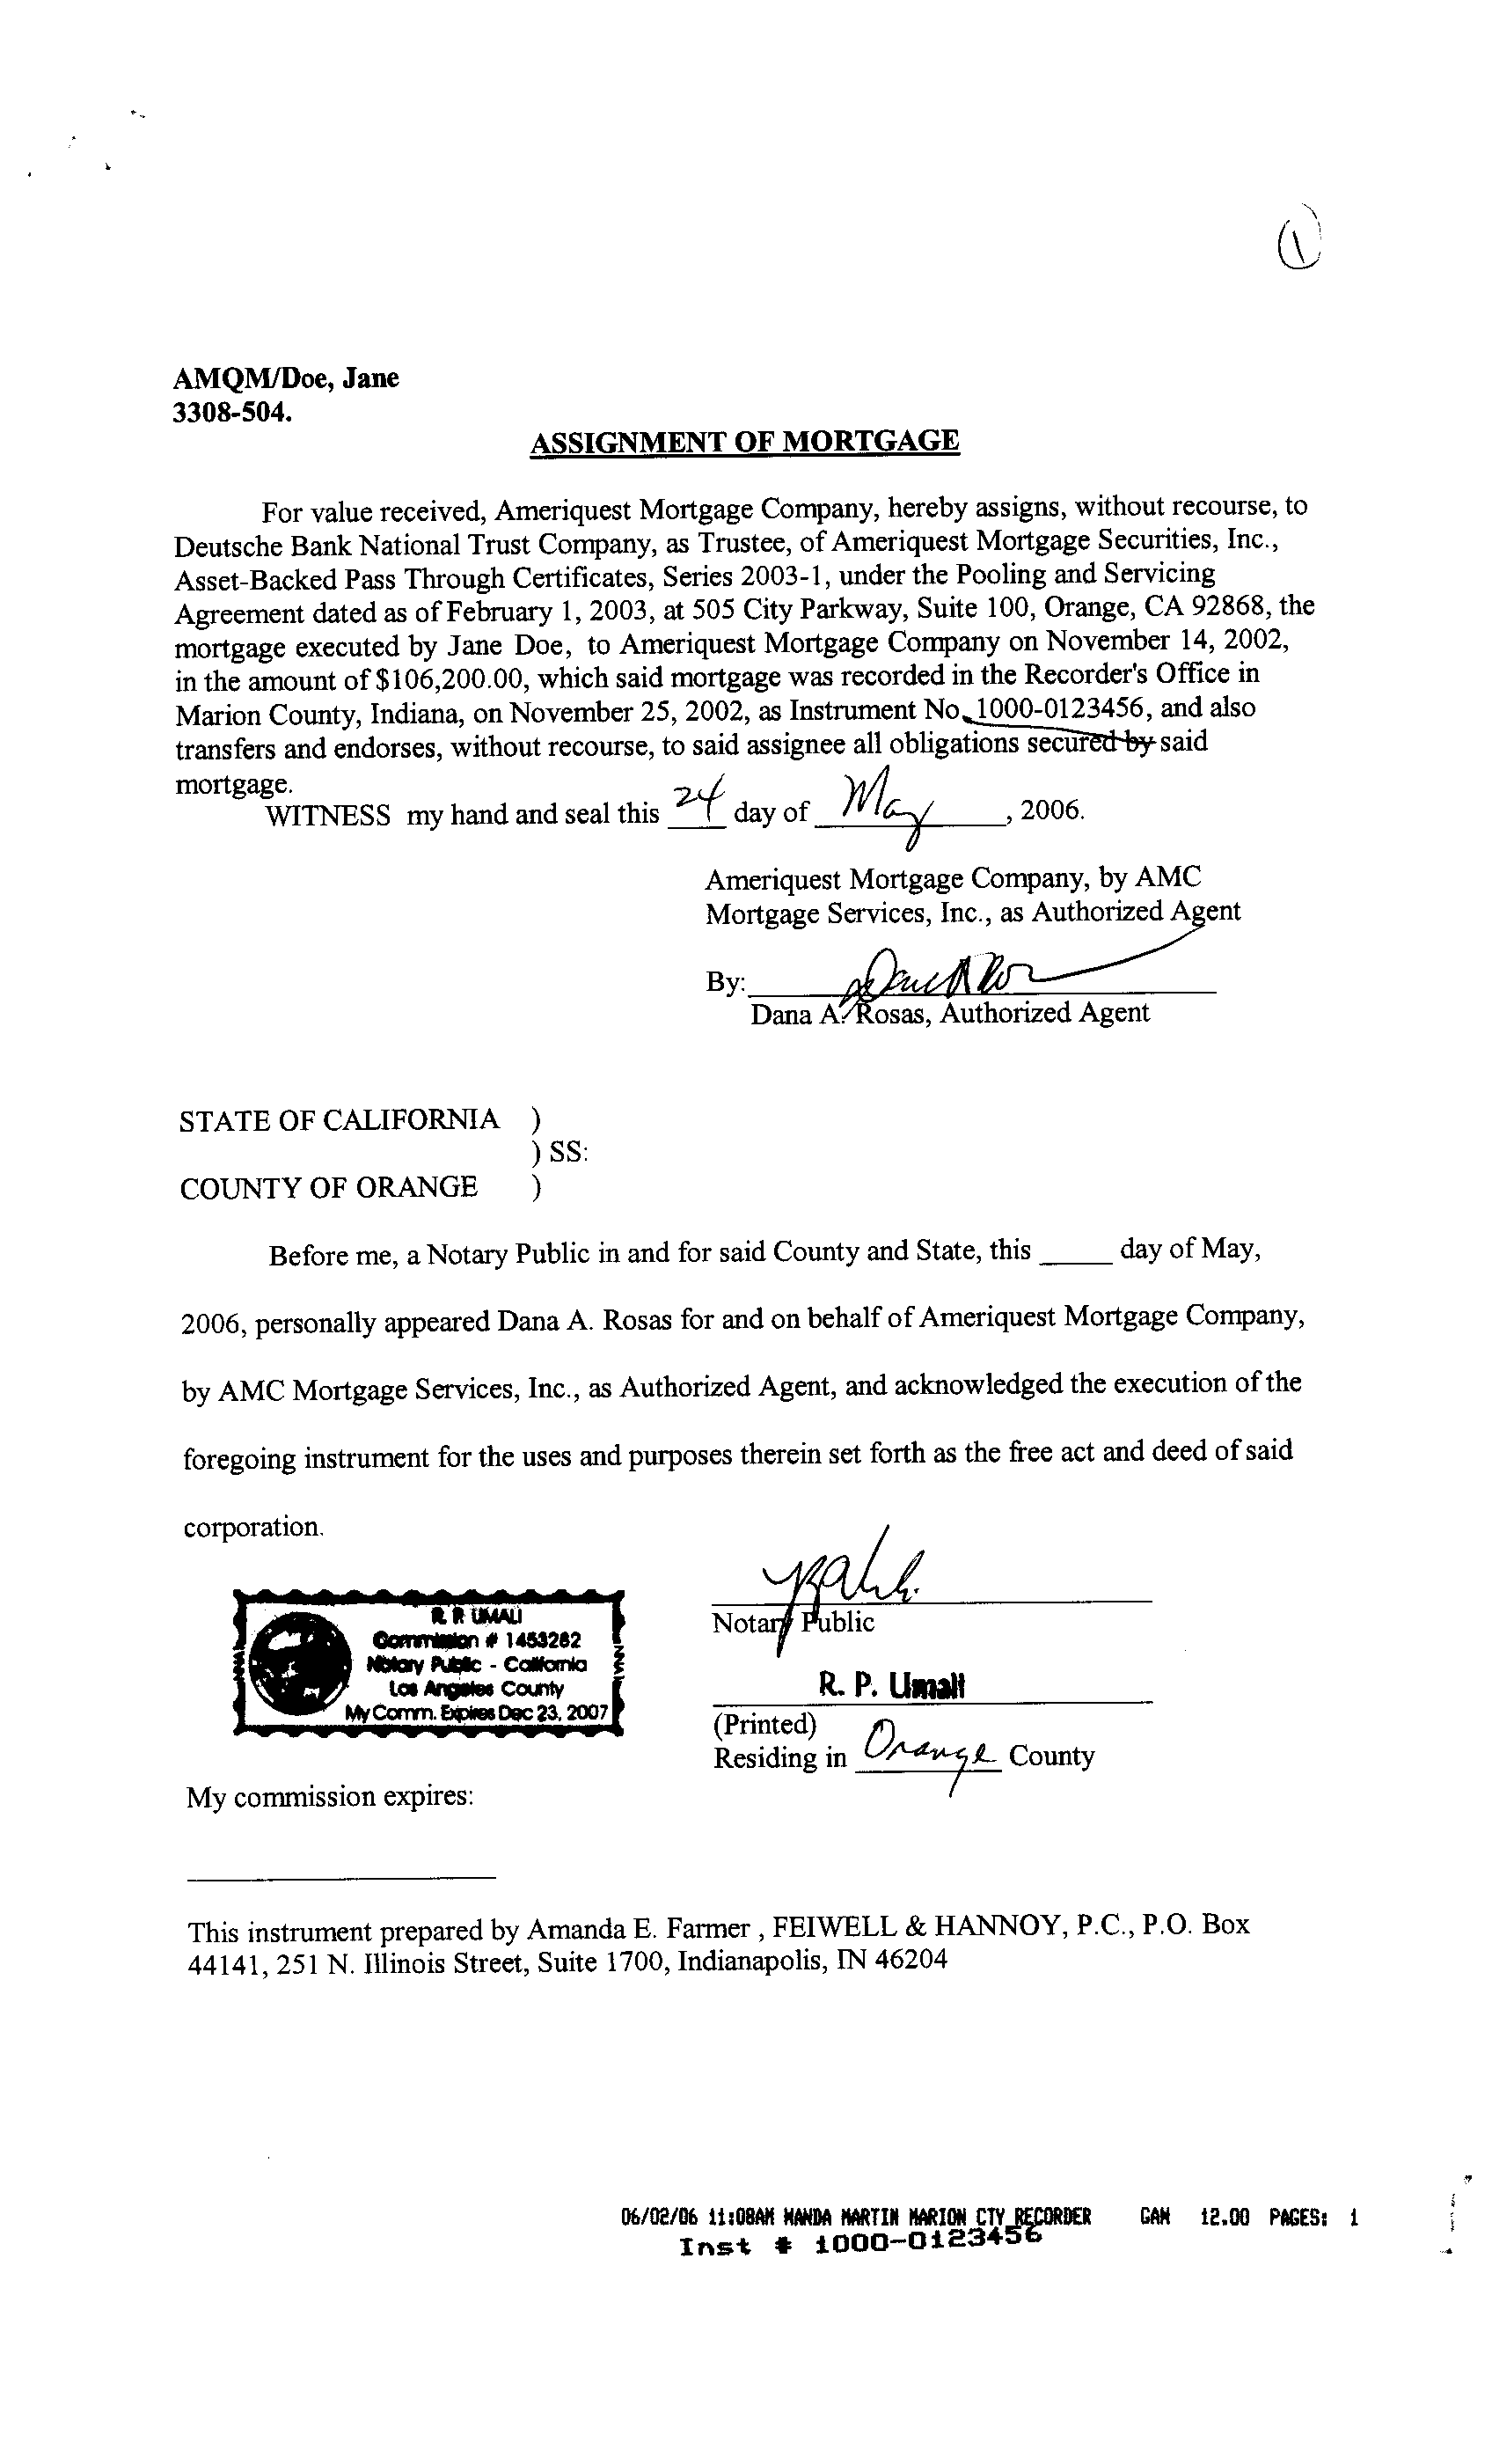 1
AMQM/Doe, Jane
3308-504.
ASSIGNMENT OF MORTGAGE
For value received, Ameriquest Mortgage Company, hereby assigns, without recourse, to
Deutsche Bank National Trust Company, as Trustee, of Ameriquest Mortgage Securities, Inc.,
Asset-Backed Pass Through Certificates, Series 2003-1, under the Pooling and Servicing
Agreement dated as of February 1, 2003, at 505 City Parkway, Suite 100, Orange, CA 92868, the
mortgage executed by Jane Doe, to Ameriquest Mortgage Company on November 14, 2002,
in the amount of $106,200.00, which said mortgage was recorded in the Recorder's Office in
Marion County, Indiana, on November 25, 2002, as Instrument No. 1000-0123456, and also
transfers and endorses, without recourse, to said assignee all obligations secured by said
mortgage.
WITNESS my hand and seal this 24 day of May, 2006.
Ameriquest Mortgage Company, by AMC
Mortgage Services, Inc., as Authorized Agent
By:
Dana A. Rosas, Authorized Agent
STATE OF CALIFORNIA )
) SS:
COUNTY OF ORANGE )
Before me, a Notary Public in and for said County and State, this _____ day of May,
2006, personally appeared Dana A. Rosas for and on behalf of Ameriquest Mortgage Company,
by AMC Mortgage Services, Inc., as Authorized Agent, and acknowledged the execution of the
foregoing instrument for the uses and purposes therein set forth as the free act and deed of said
corporation.
R. P. UMALI
Commission # 1453282
Notary Public - California
Los Angeles County
My Comm. Expires Dec 23, 2007
Notary Public
R. P. Umali
(Printed)
Residing in Orange County
My commission expires:
This instrument prepared by Amanda E. Farmer , FEIWELL & HANNOY, P.C., P.O. Box
44141, 251 N. Illinois Street, Suite 1700, Indianapolis, IN 46204
06/02/06 11:08AM WANDA MARTIN MARION CTY RECORDER GAN 12.00 PAGES: 1
Inst # 1000-0123456